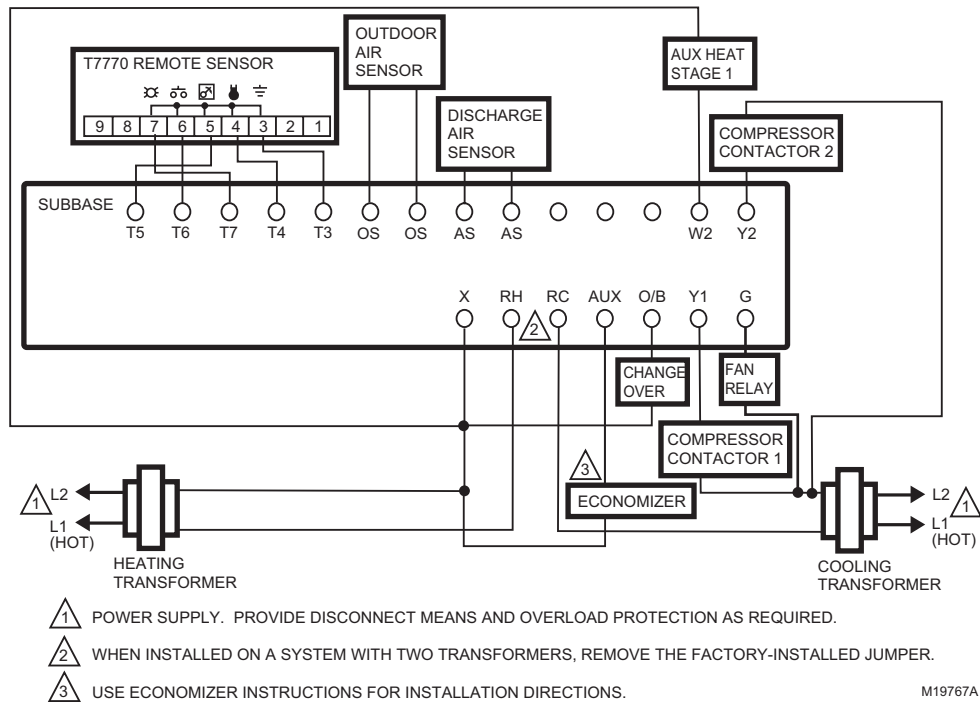 OUTDOOR
AIR
SENSOR
AUX HEAT
STAGE 1
T7770 REMOTE SENSOR
9 8 7 6 5 4 3 2 1
DISCHARGE
AIR
SENSOR
COMPRESSOR
CONTACTOR 2
SUBBASE
T5 T6 T7 T4 T3 OS OS AS AS W2 Y2
X RH RC AUX O/B Y1 G
2
CHANGE
OVER
FAN
RELAY
COMPRESSOR
CONTACTOR 1
3
ECONOMIZER
1
L2
L1
(HOT)
HEATING
TRANSFORMER
L2
1
L1
(HOT)
COOLING
TRANSFORMER
1 POWER SUPPLY. PROVIDE DISCONNECT MEANS AND OVERLOAD PROTECTION AS REQUIRED.
2 WHEN INSTALLED ON A SYSTEM WITH TWO TRANSFORMERS, REMOVE THE FACTORY-INSTALLED JUMPER.
3 USE ECONOMIZER INSTRUCTIONS FOR INSTALLATION DIRECTIONS.
M19767A